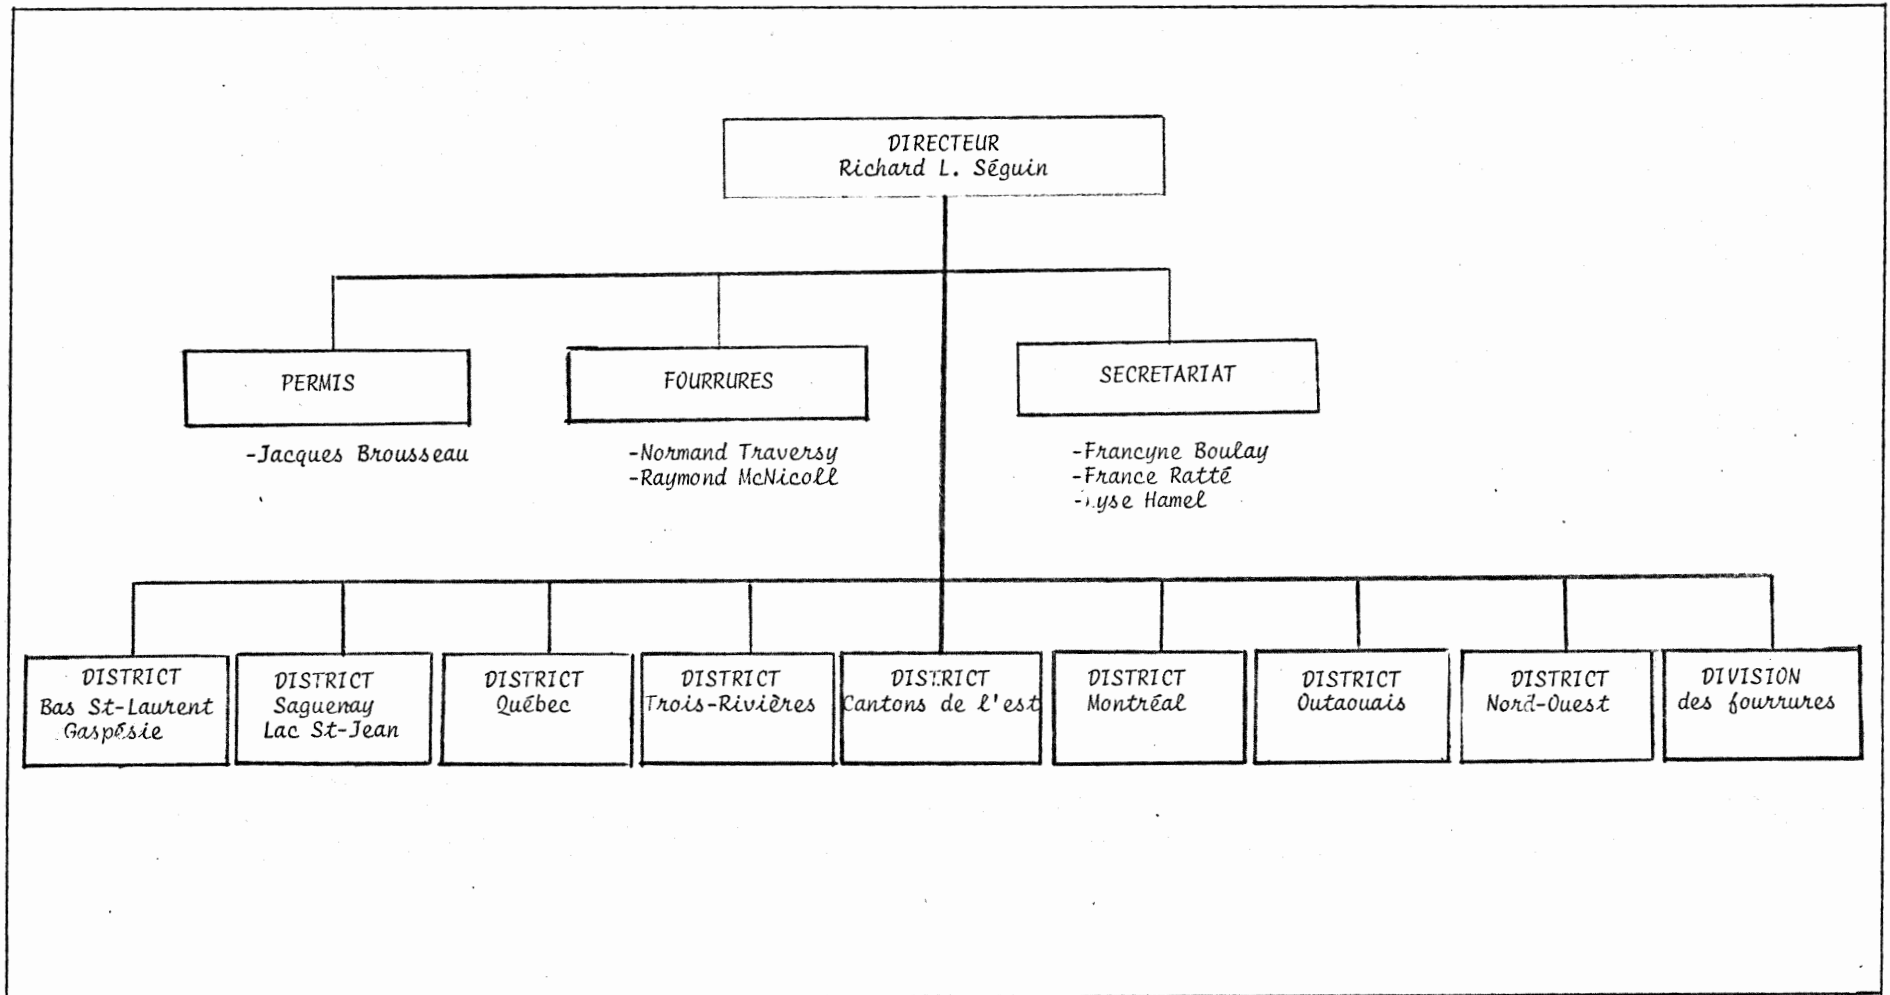 DIRECTEUR
Richard L. Séguin
PERMIS
-Jacques Brousseau
FOURRURES
-Normand Traversy
-Raymond McNicoll
SECRETARIAT
-Francyne Boulay
-France Ratté
-Lyse Hamel
DISTRICT
Bas St-Laurent
Gaspésie
DISTRICT
Saguenay
Lac St-Jean
DISTRICT
Québec
DISTRICT
Trois-Rivières
DISTRICT
Cantons de l'est
DISTRICT
Montréal
DISTRICT
Outaouais
DISTRICT
Nord-Ouest
DIVISION
des fourrures